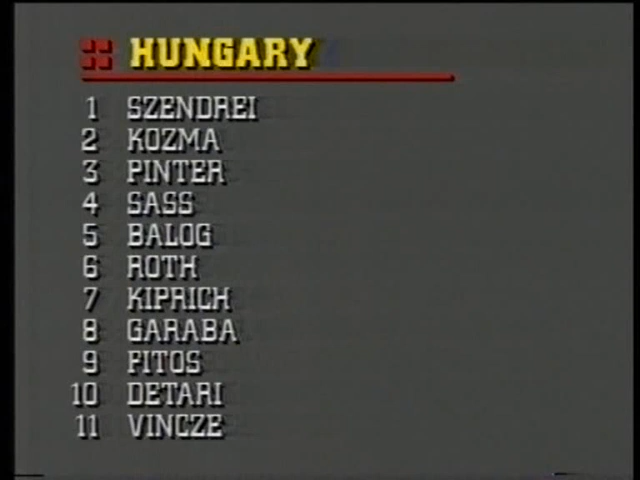 HUNGARY
1 SZENDREI
2 KOZMA
3 PINTER
4 SASS
5 BALOG
6 ROTH
7 KIPRICH
8 GARABA
9 FITOS
10 DETARI
11 VINCZE